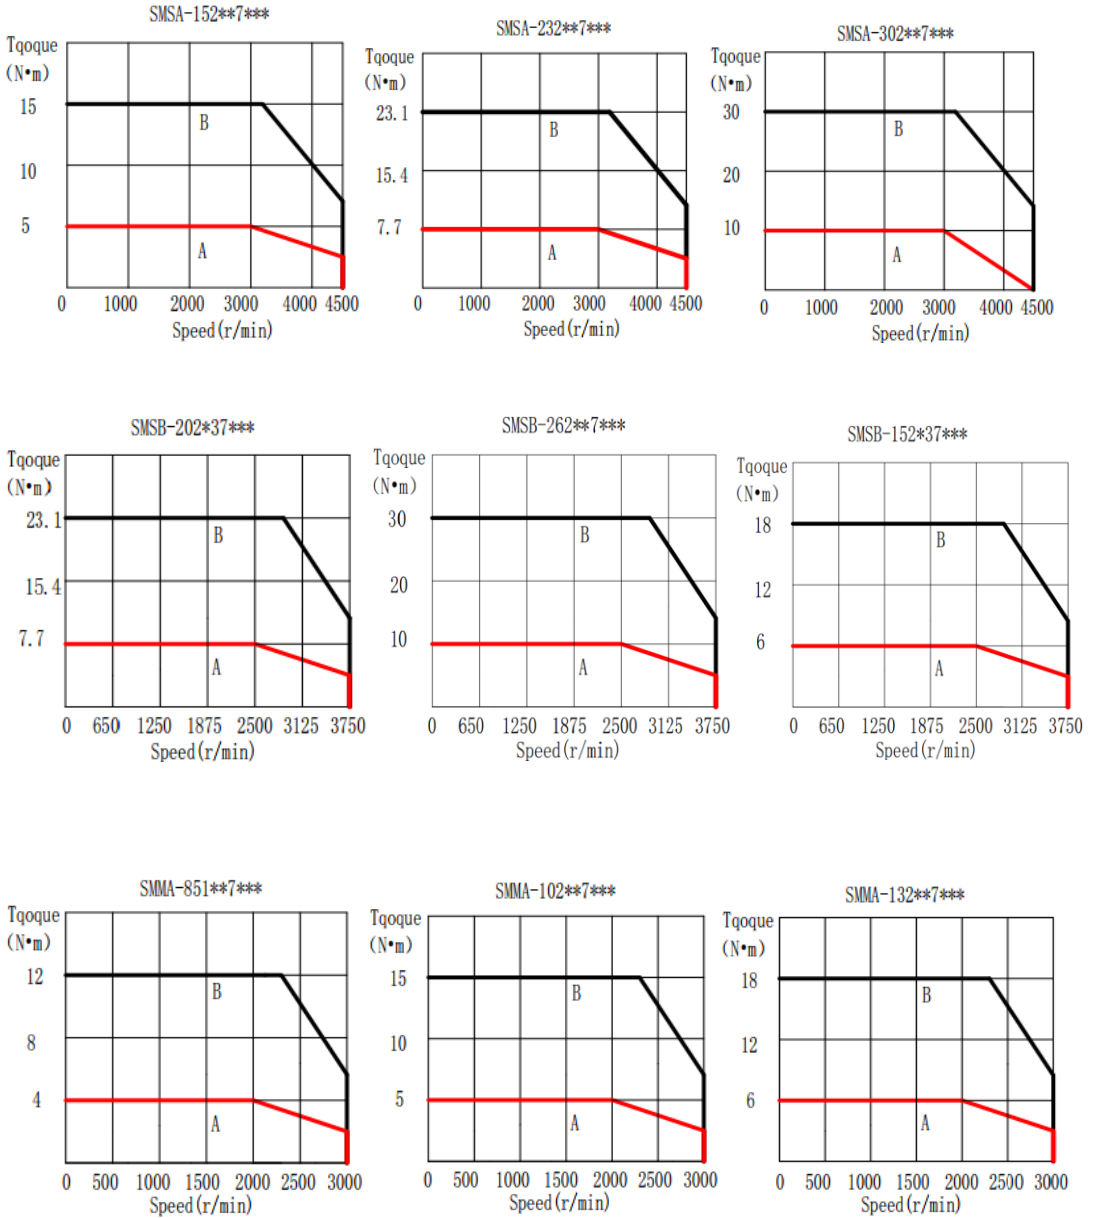 SMSA-152**7***
Tqoque
(N•m)
15
B
10
5
A
0 1000 2000 3000 4000 4500
Speed(r/min)
SMSA-232**7***
Tqoque
(N•m)
23.1
B
15.4
7.7
A
0 1000 2000 3000 4000 4500
Speed(r/min)
SMSA-302**7***
Tqoque
(N•m)
30
B
20
10
A
0 1000 2000 3000 4000 4500
Speed(r/min)
SMSB-202*37***
Tqoque
(N•m)
23.1
B
15.4
7.7
A
0 650 1250 1875 2500 3125 3750
Speed(r/min)
SMSB-262**7***
Tqoque
(N•m)
30
B
20
10
A
0 650 1250 1875 2500 3125 3750
Speed(r/min)
SMSB-152*37***
Tqoque
(N•m)
18
B
12
6
A
0 650 1250 1875 2500 3125 3750
Speed(r/min)
SMMA-851**7***
Tqoque
(N•m)
12
B
8
4
A
0 500 1000 1500 2000 2500 3000
Speed(r/min)
SMMA-102**7***
Tqoque
(N•m)
15
B
10
5
A
0 500 1000 1500 2000 2500 3000
Speed(r/min)
SMMA-132**7***
Tqoque
(N•m)
18
B
12
6
A
0 500 1000 1500 2000 2500 3000
Speed(r/min)